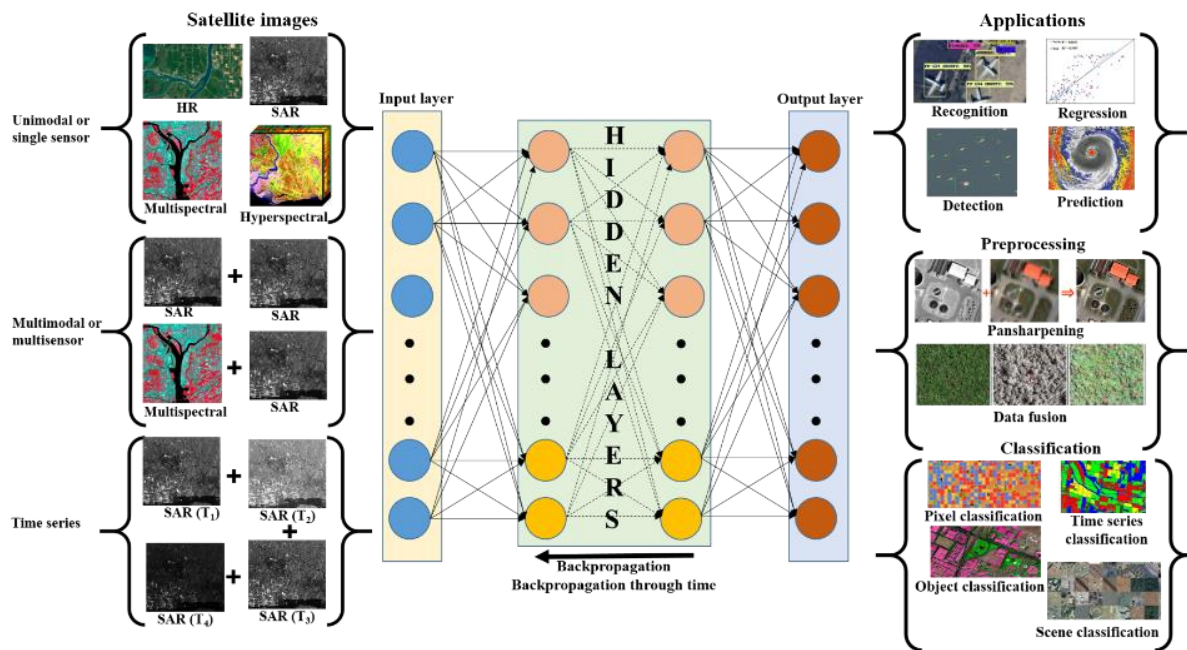 Satellite images
Unimodal or
single sensor
HR
SAR
Multispectral
Hyperspectral
Multimodal or
multisensor
SAR
+
SAR
Multispectral
+
SAR
Time series
SAR (T₁)
+
SAR (T₂)
+
SAR (T₄)
+
SAR (T₃)
Input layer
HIDDEN LAYERS
Output layer
Backpropagation
Backpropagation through time
Applications
Recognition
Regression
Detection
Prediction
Preprocessing
+ ⇒
Pansharpening
Data fusion
Classification
Pixel classification
Time series
classification
Object classification
Scene classification